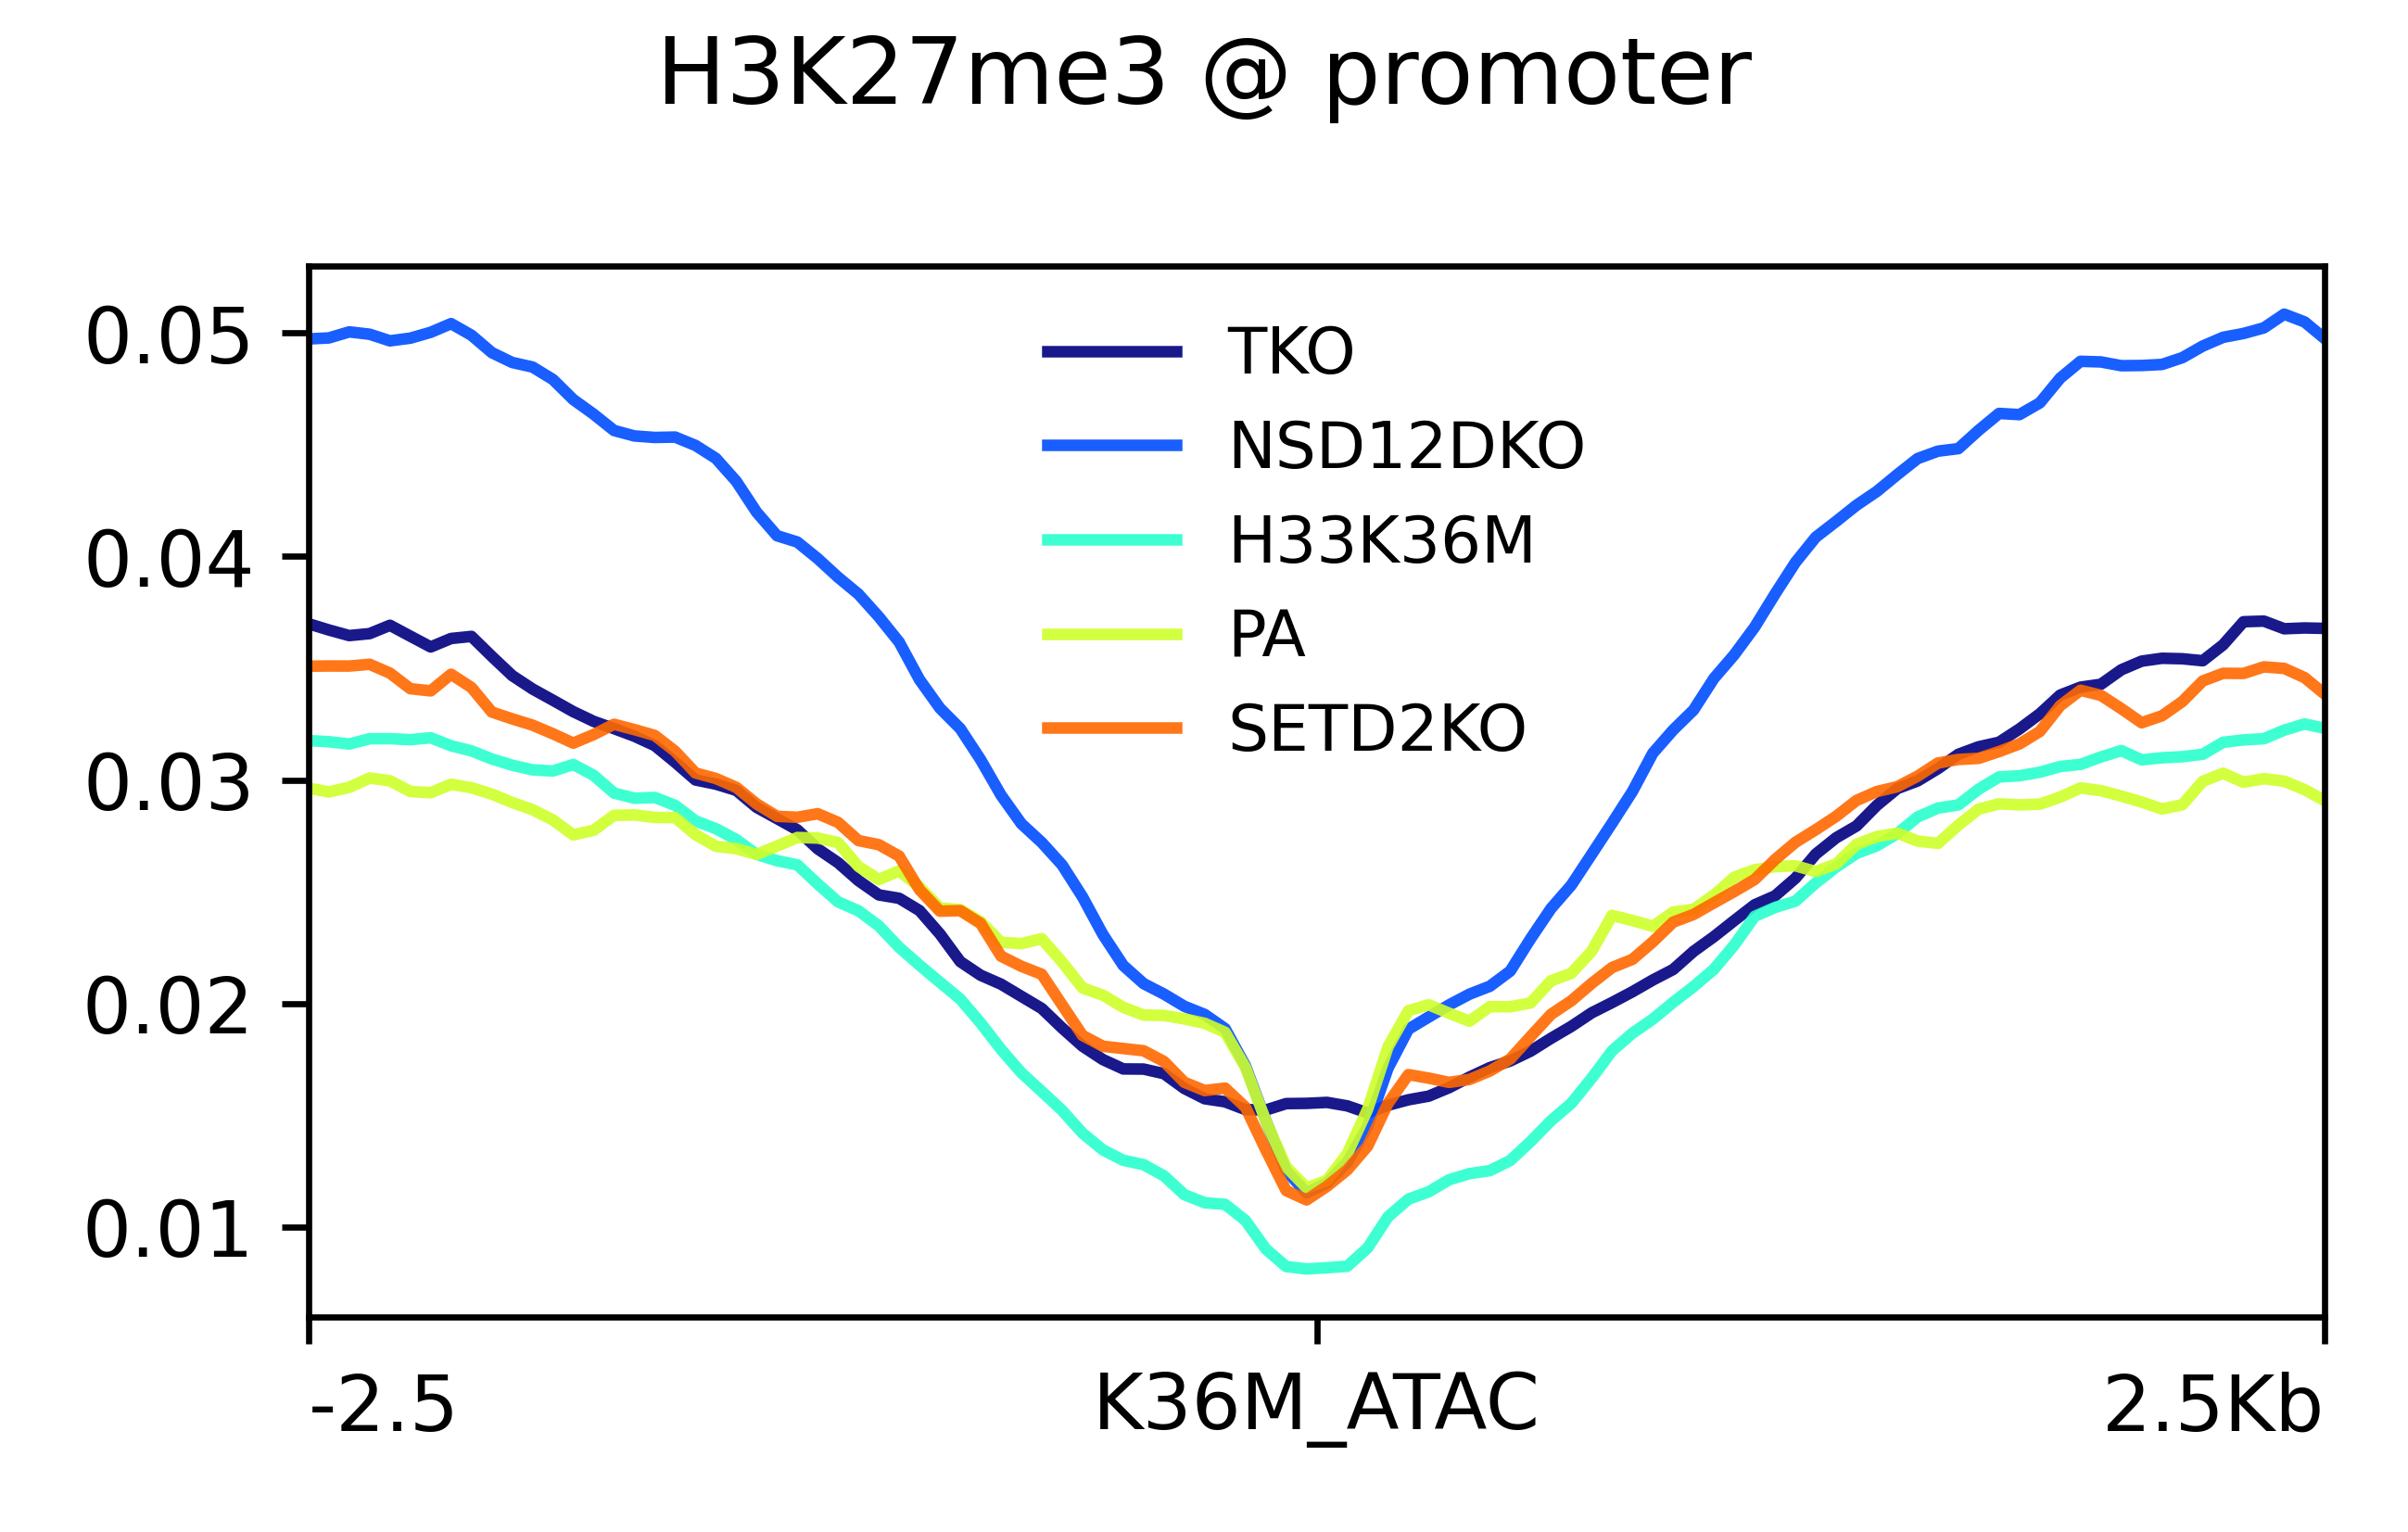 H3K27me3 @ promoter
0.05
0.04
0.03
0.02
0.01
TKO
NSD12DKO
H33K36M
PA
SETD2KO
-2.5 K36M_ATAC 2.5Kb